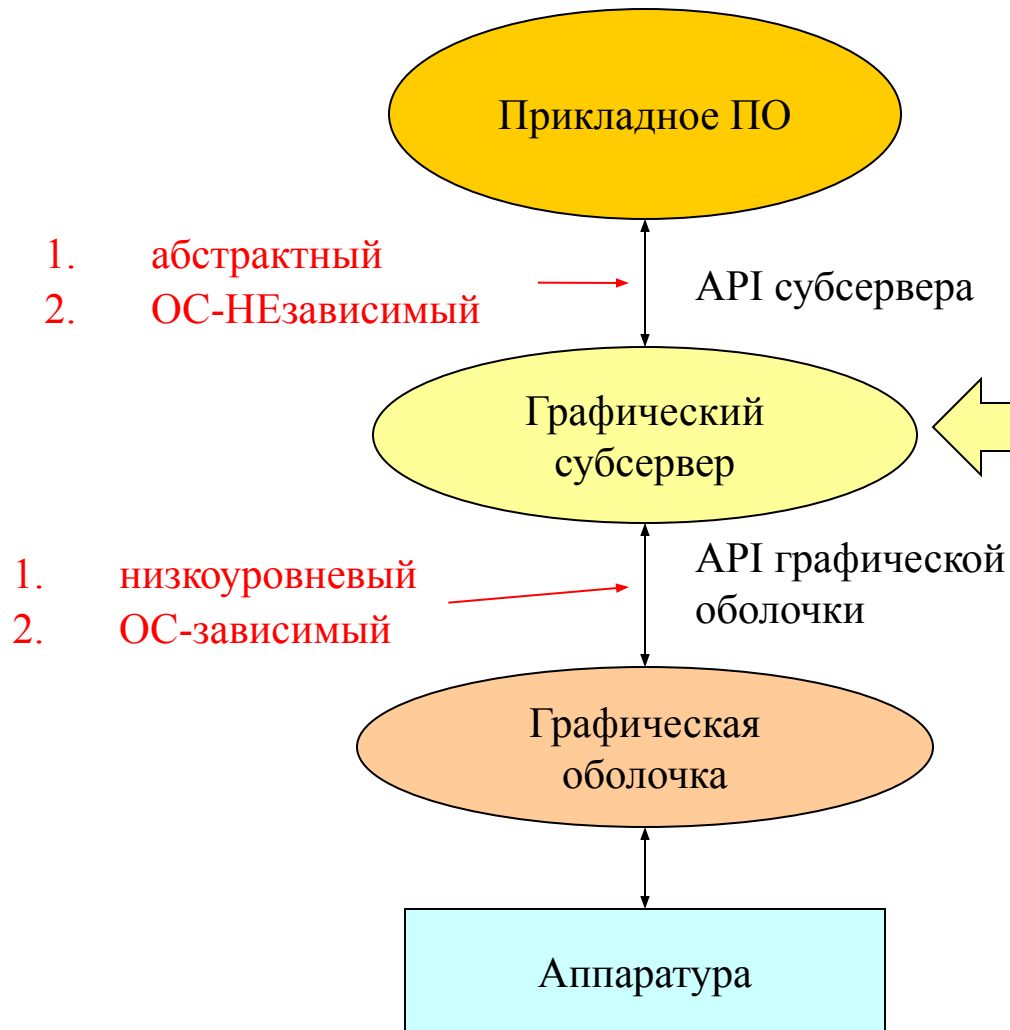 Прикладное ПО
1. абстрактный
2. ОС-НЕзависимый
API субсервера
Графический
субсервер
1. низкоуровневый
2. ОС-зависимый
API графической
оболочки
Графическая
оболочка
Аппаратура